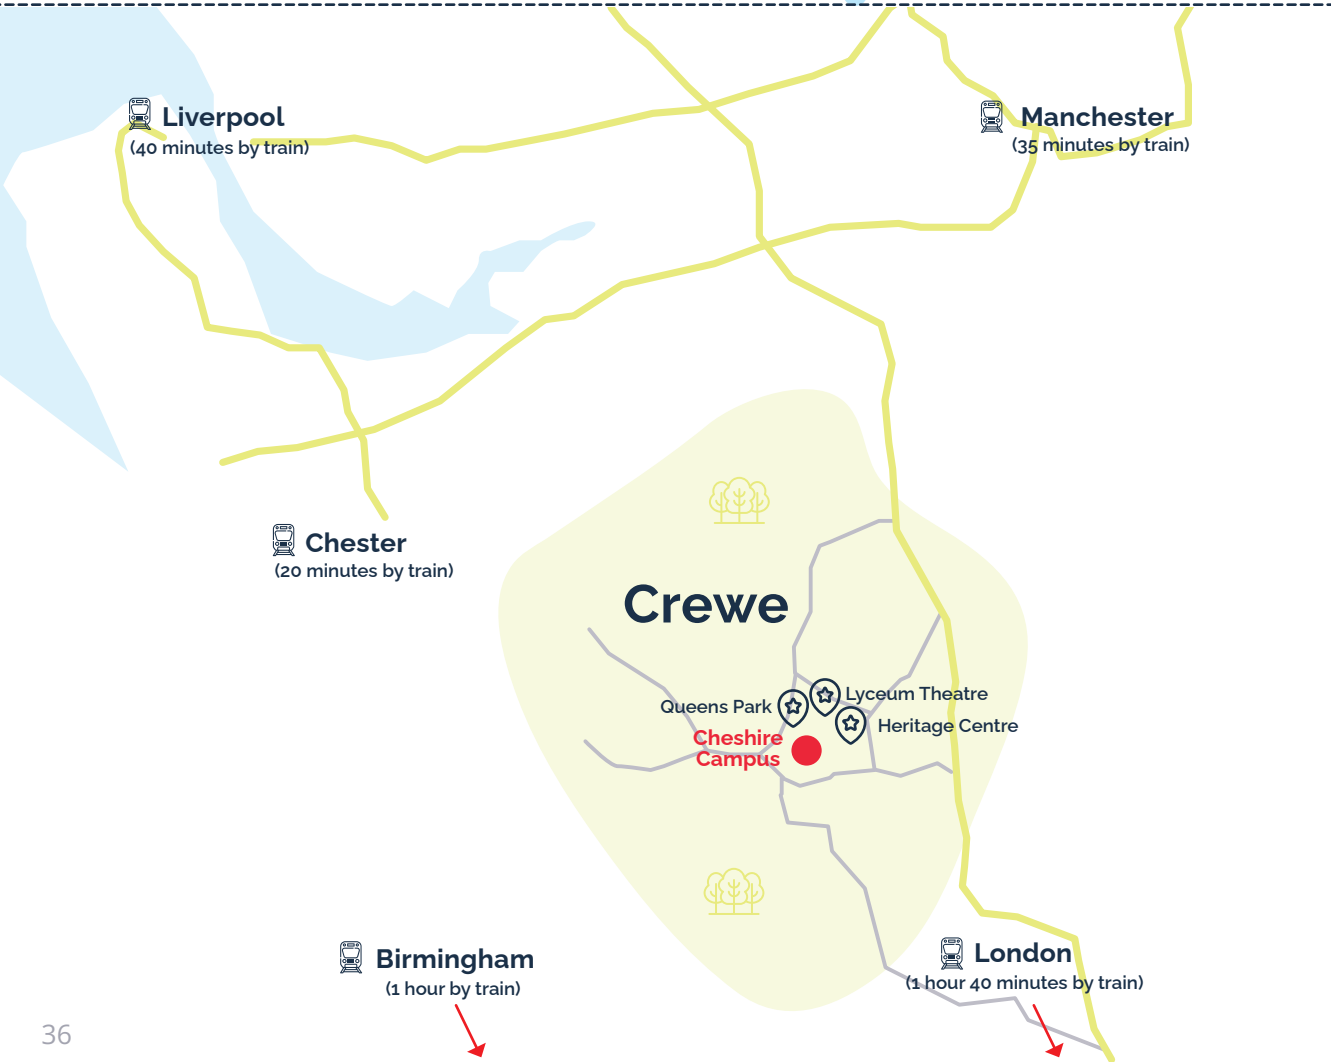 Liverpool
(40 minutes by train)
Manchester
(35 minutes by train)
Chester
(20 minutes by train)
Crewe
Queens Park
Lyceum Theatre
Heritage Centre
Cheshire
Campus
Birmingham
(1 hour by train)
London
(1 hour 40 minutes by train)
36